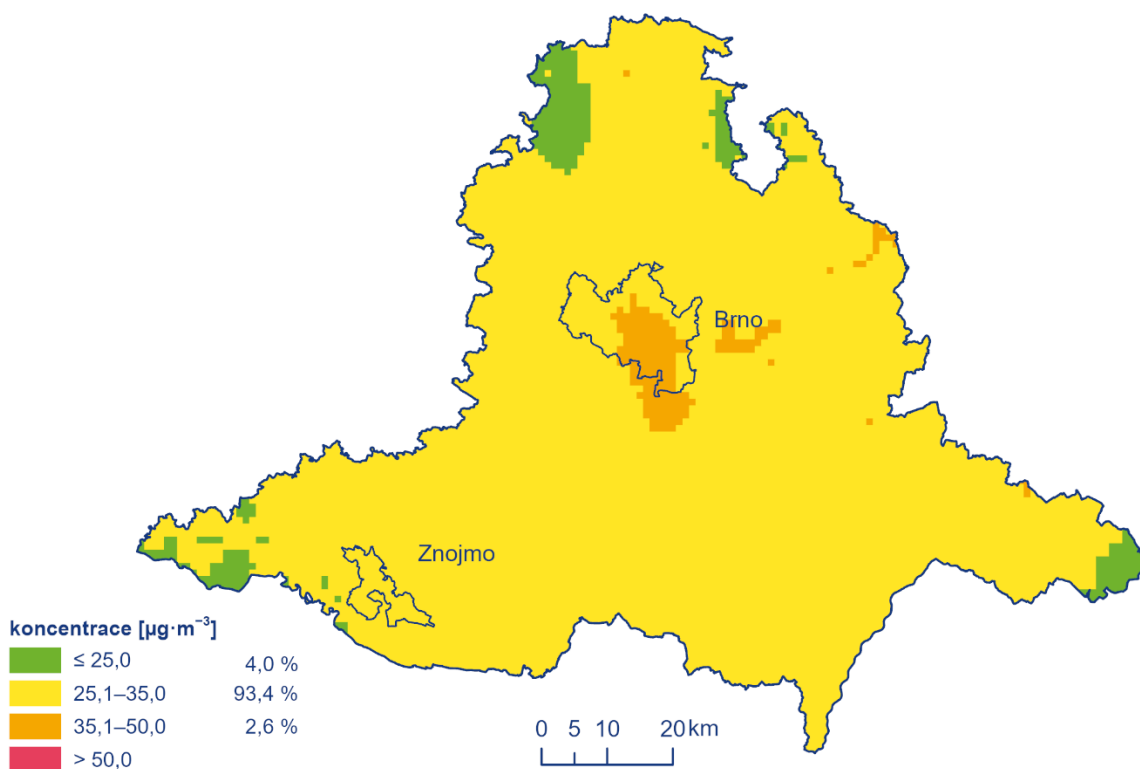 Brno
Znojmo
koncentrace [µg·m⁻³]
≤ 25,0 4,0 %
25,1–35,0 93,4 %
35,1–50,0 2,6 %
> 50,0
0 5 10 20 km